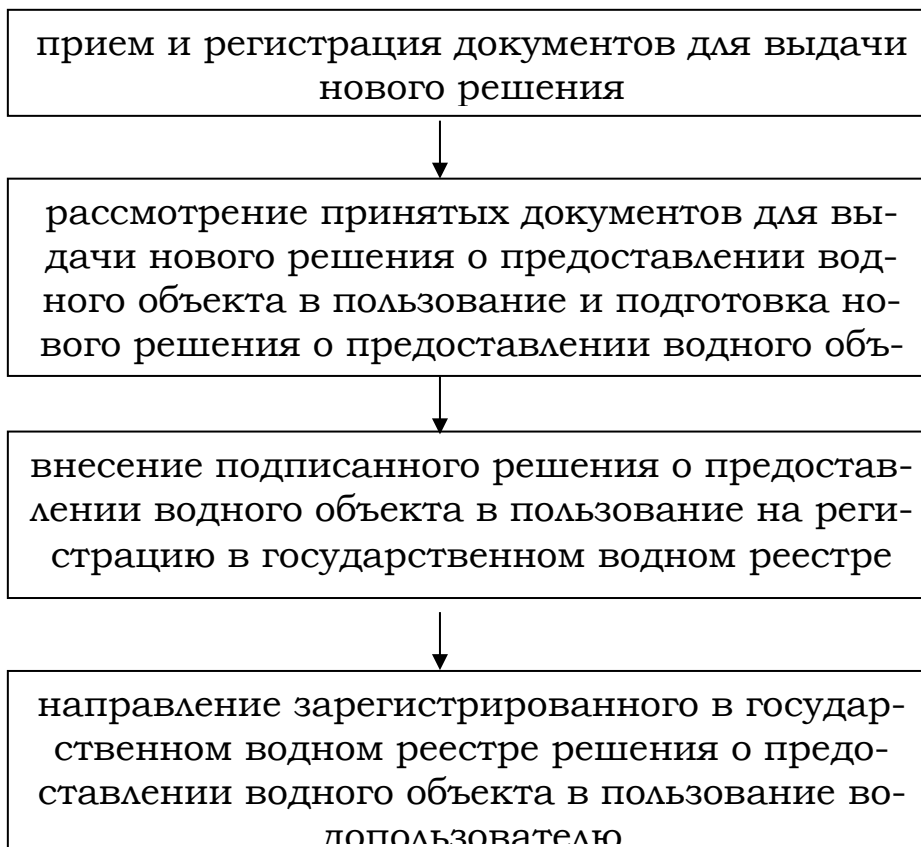 прием и регистрация документов для выдачи
нового решения
рассмотрение принятых документов для вы-
дачи нового решения о предоставлении вод-
ного объекта в пользование и подготовка но-
вого решения о предоставлении водного объ-
внесение подписанного решения о предостав-
лении водного объекта в пользование на реги-
страцию в государственном водном реестре
направление зарегистрированного в государ-
ственном водном реестре решения о предо-
ставлении водного объекта в пользование во-
допользователю